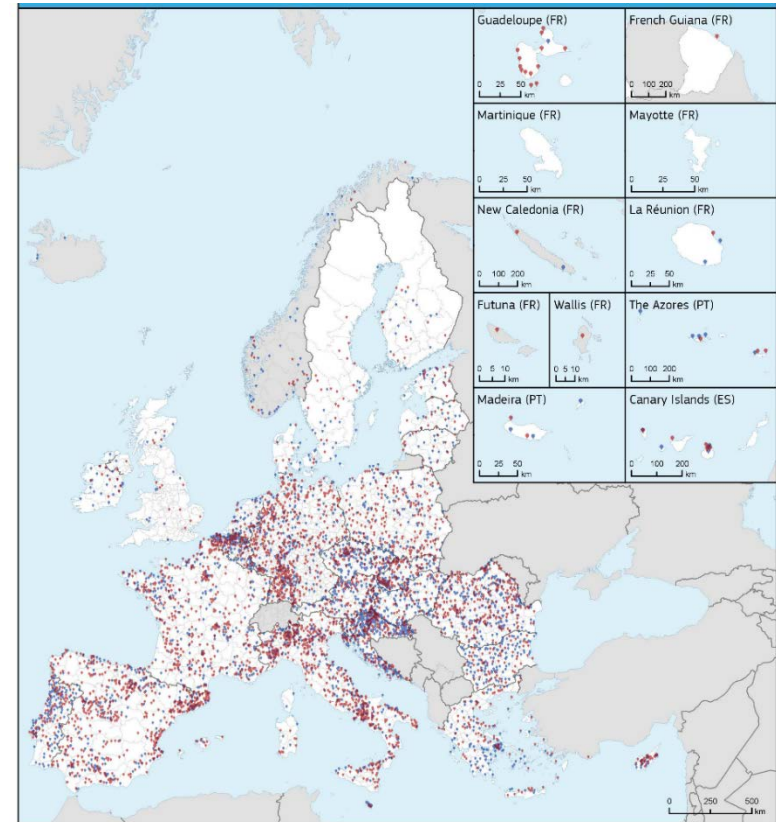 Guadeloupe (FR)
0 25 50
km
French Guiana (FR)
0 100 200
km
Martinique (FR)
0 25 50
km
Mayotte (FR)
0 25 50
km
New Caledonia (FR)
0 100 200
km
La Réunion (FR)
0 25 50
km
Futuna (FR)
0 5 10
km
Wallis (FR)
0 5 10
km
The Azores (PT)
0 100 200
km
Madeira (PT)
0 25 50
km
Canary Islands (ES)
0 100 200
km
0 250 500
km